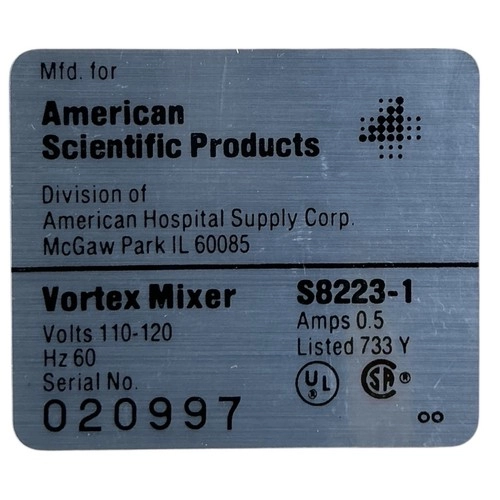 Mfd. for
American
Scientific Products
Division of
American Hospital Supply Corp.
McGaw Park IL 60085
Vortex Mixer S8223-1
Volts 110-120 Amps 0.5
Hz 60 Listed 733 Y
Serial No. UL ® SA ®
020997 oo